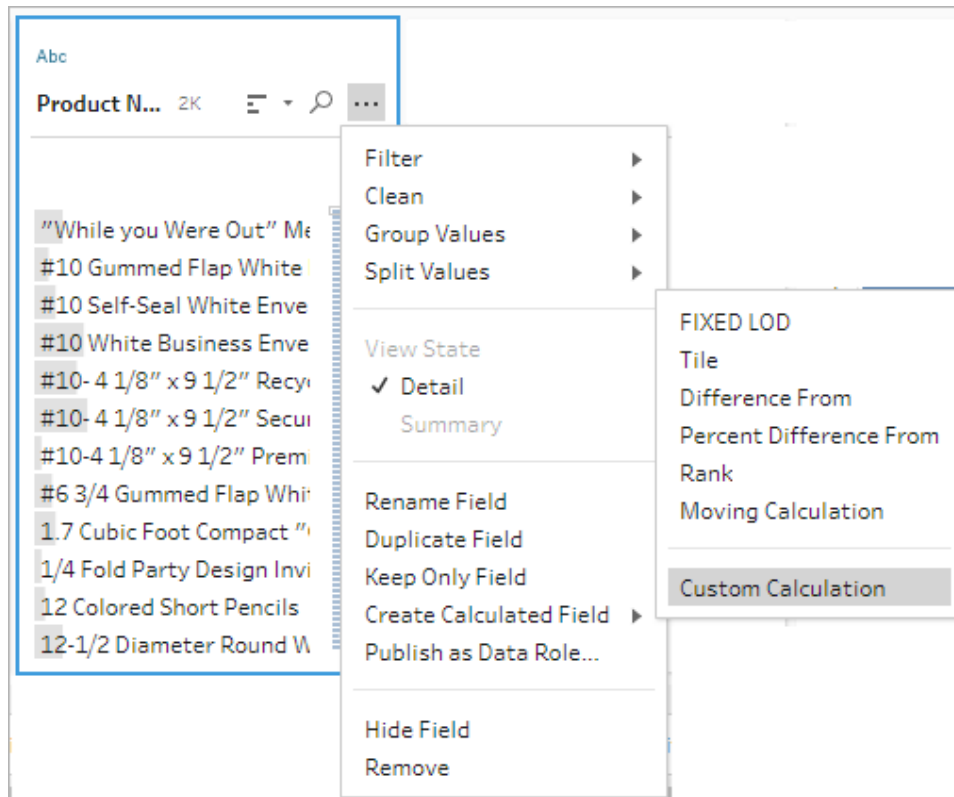 Abc
Product N... 2K
"While you Were Out" Me
#10 Gummed Flap White
#10 Self-Seal White Enve
#10 White Business Enve
#10- 4 1/8" x 9 1/2" Recy
#10- 4 1/8" x 9 1/2" Secur
#10-4 1/8" x 9 1/2" Premi
#6 3/4 Gummed Flap Whit
1.7 Cubic Foot Compact "
1/4 Fold Party Design Invi
12 Colored Short Pencils
12-1/2 Diameter Round W
Filter
Clean
Group Values
Split Values
View State
✓ Detail
Summary
Rename Field
Duplicate Field
Keep Only Field
Create Calculated Field
Publish as Data Role...
Hide Field
Remove
FIXED LOD
Tile
Difference From
Percent Difference From
Rank
Moving Calculation
Custom Calculation